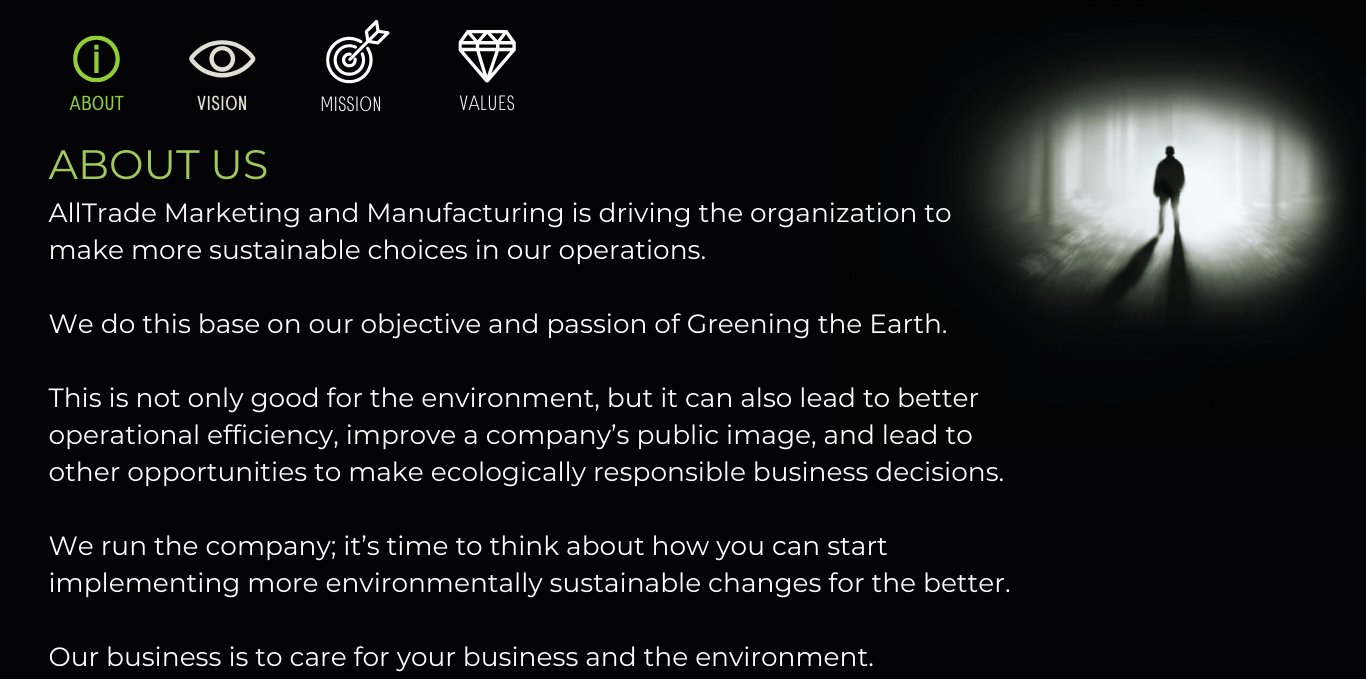 ABOUT
VISION
MISSION
VALUES
ABOUT US
AllTrade Marketing and Manufacturing is driving the organization to
make more sustainable choices in our operations.
We do this base on our objective and passion of Greening the Earth.
This is not only good for the environment, but it can also lead to better
operational efficiency, improve a company’s public image, and lead to
other opportunities to make ecologically responsible business decisions.
We run the company; it’s time to think about how you can start
implementing more environmentally sustainable changes for the better.
Our business is to care for your business and the environment.